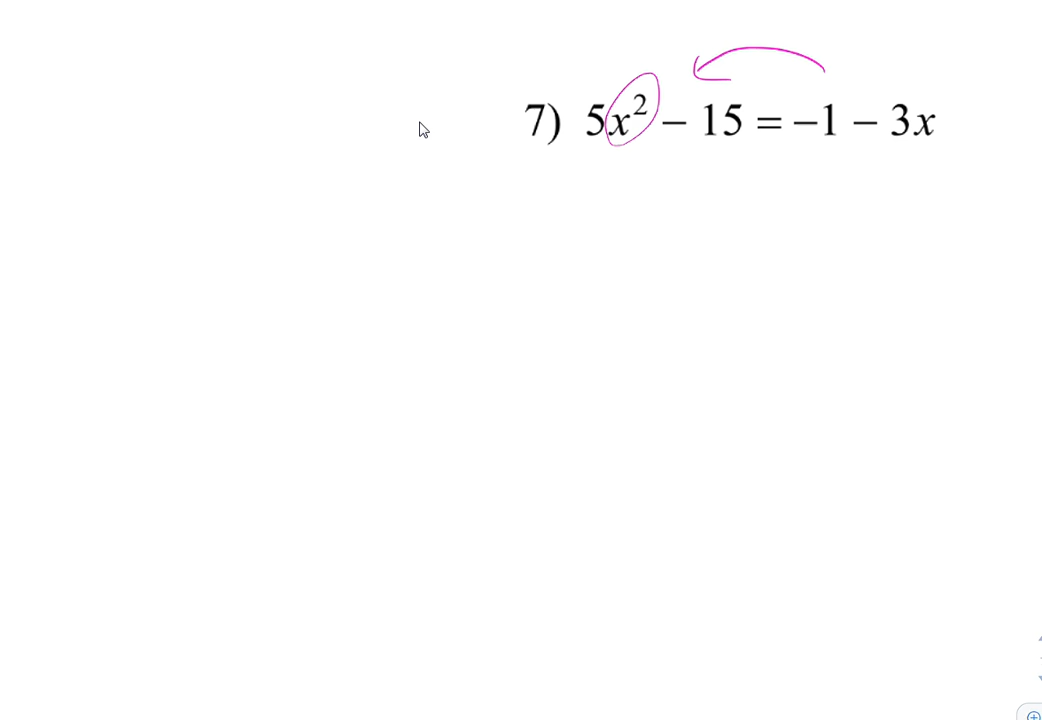 7) 5x² − 15 = −1 − 3x